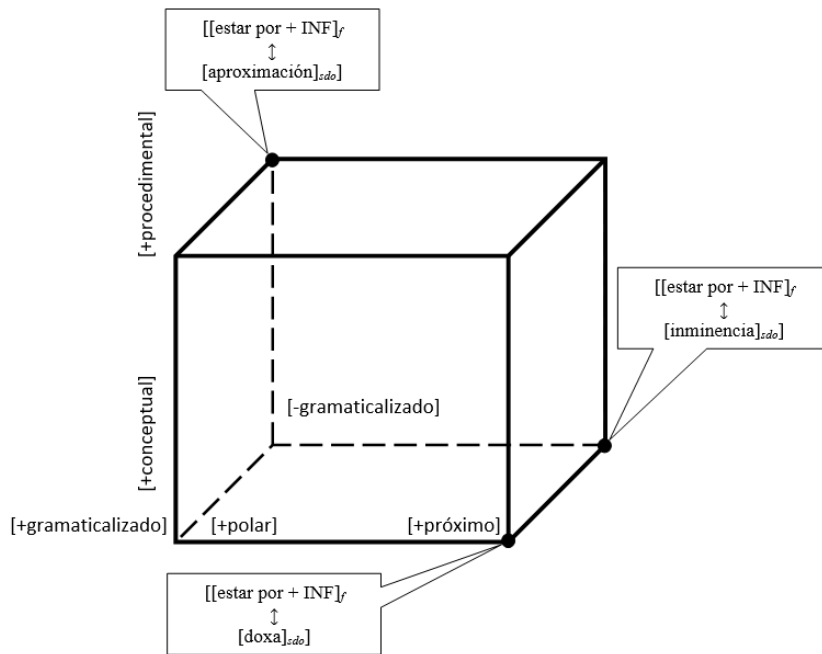 [[estar por + INF]f
↕
[aproximación]sdo]
[+procedimental]
[[estar por + INF]f
↕
[inminencia]sdo]
[+conceptual]
[-gramaticalizado]
[+gramaticalizado]
[+polar]
[+próximo]
[[estar por + INF]f
↕
[doxa]sdo]